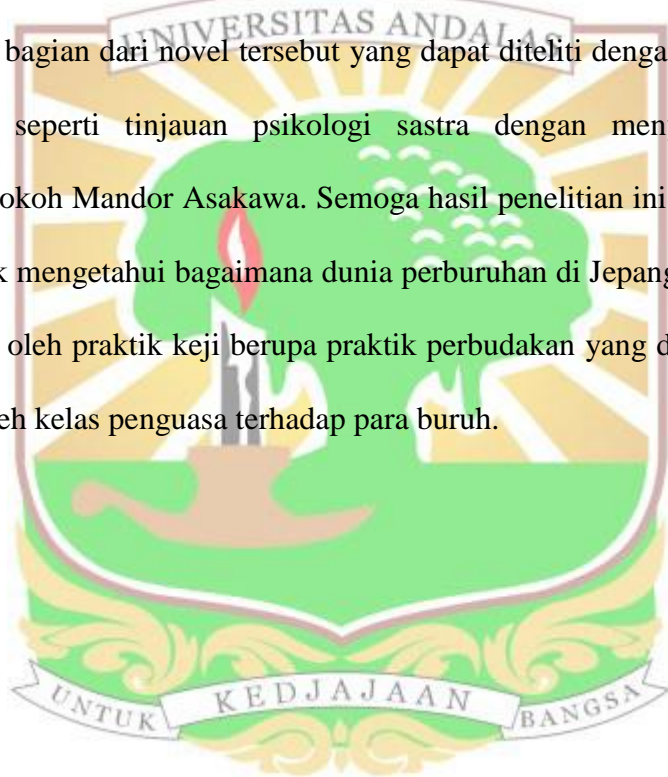 UNIVERSITAS ANDALAS
bagian dari novel tersebut yang dapat diteliti denga
seperti tinjauan psikologi sastra dengan men
okoh Mandor Asakawa. Semoga hasil penelitian ini
k mengetahui bagaimana dunia perburuhan di Jepang
oleh praktik keji berupa praktik perbudakan yang d
eh kelas penguasa terhadap para buruh.
UNTUK KEDJAJAAN BANGSA